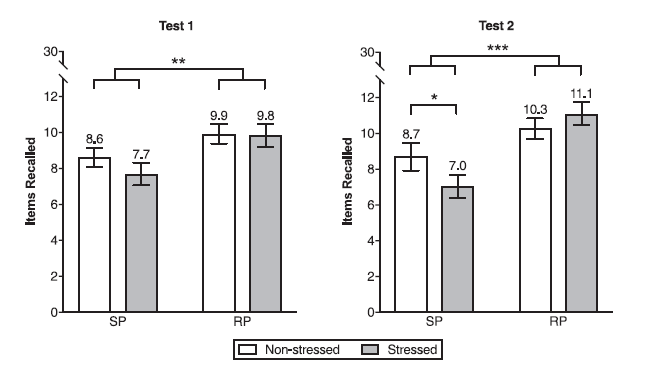 Test 1
30
12
10
8
6
4
2
0
Items Recalled
**
8.6
7.7
9.9
9.8
SP
RP
Test 2
30
12
10
8
6
4
2
0
Items Recalled
***
*
8.7
7.0
10.3
11.1
SP
RP
Non-stressed
Stressed